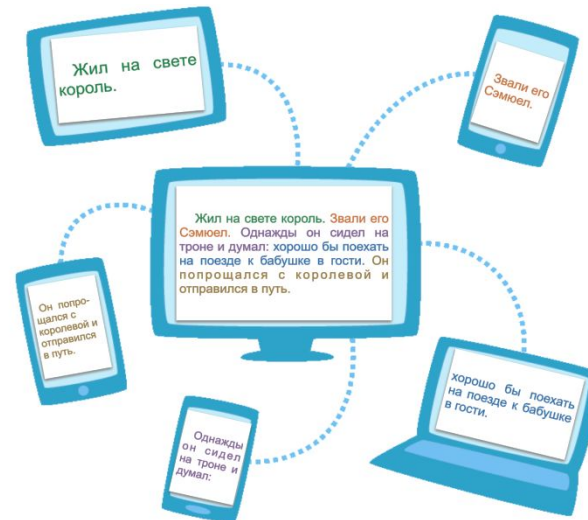 Жил на свете
король.
Звали его
Сэмюел.
Жил на свете король. Звали его
Сэмюел. Однажды он сидел на
троне и думал: хорошо бы поехать
на поезде к бабушке в гости. Он
попрощался с королевой и
отправился в путь.
Он попро-
щался с
королевой и
отправился
в путь.
хорошо бы поехать
на поезде к бабушке
в гости.
Однажды
он сидел
на троне и
думал: